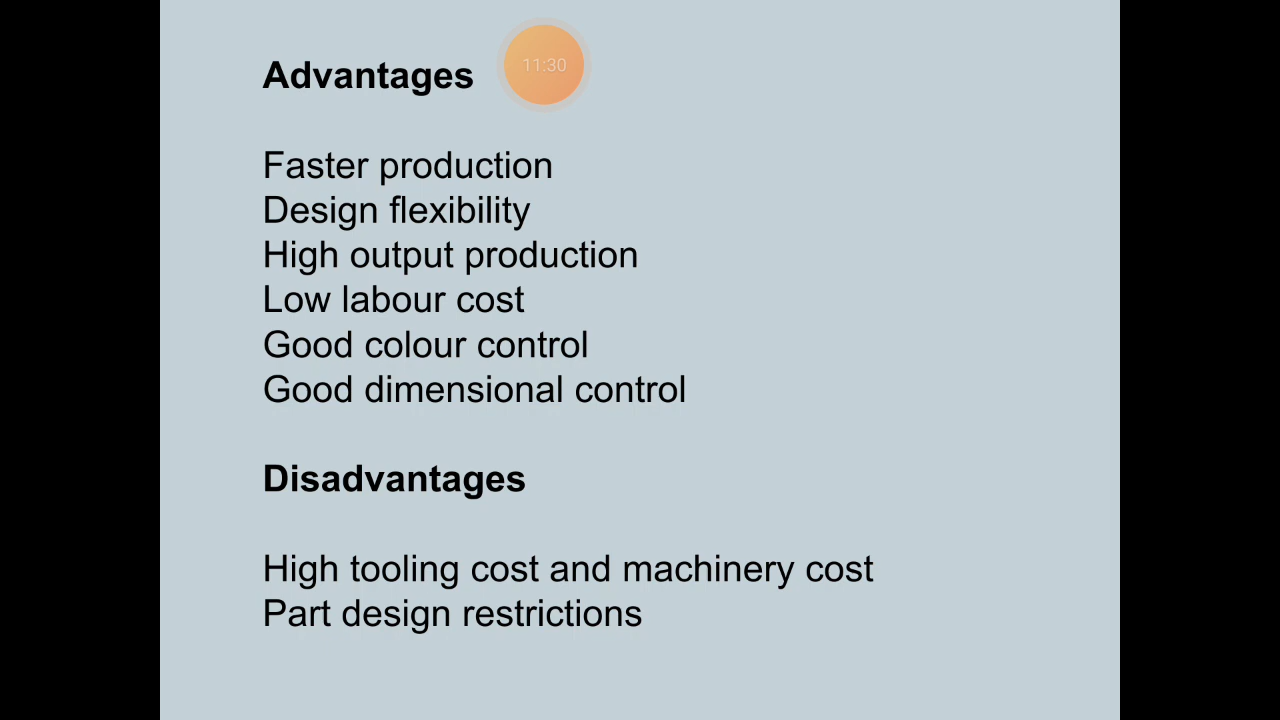 Advantages
11:30
Faster production
Design flexibility
High output production
Low labour cost
Good colour control
Good dimensional control
Disadvantages
High tooling cost and machinery cost
Part design restrictions